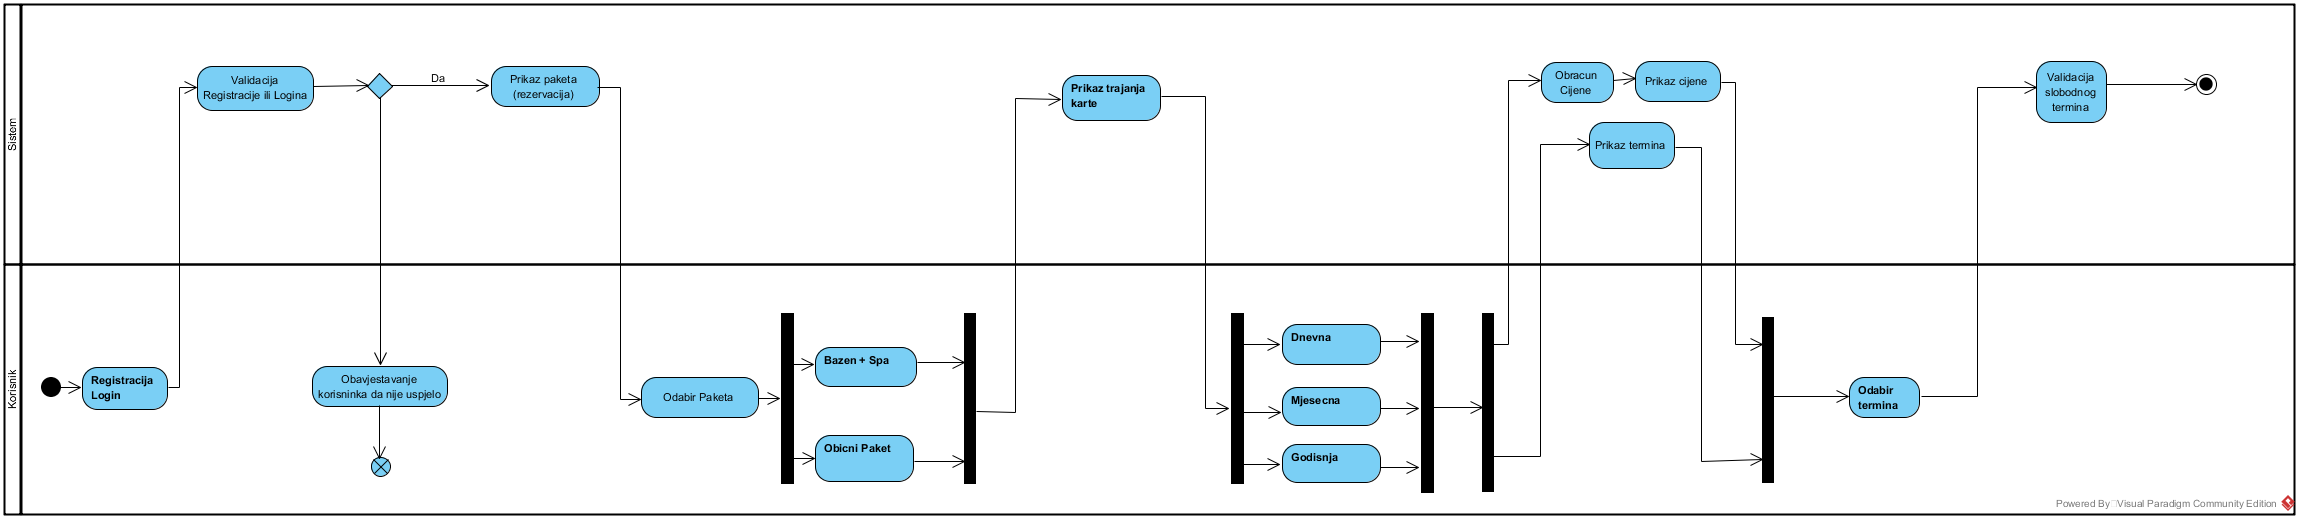 Sistem
Validacija
Registracije ili Logina
Da
Prikaz paketa
(rezervacija)
Prikaz trajanja
karte
Obracun
Cijene
Prikaz cijene
Prikaz termina
Validacija
slobodnog
termina
Korisnik
Registracija
Login
Obavjestavanje
korisninka da nije uspjelo
Odabir Paketa
Bazen + Spa
Obicni Paket
Dnevna
Mjesecna
Godisnja
Odabir
termina
Powered By Visual Paradigm Community Edition